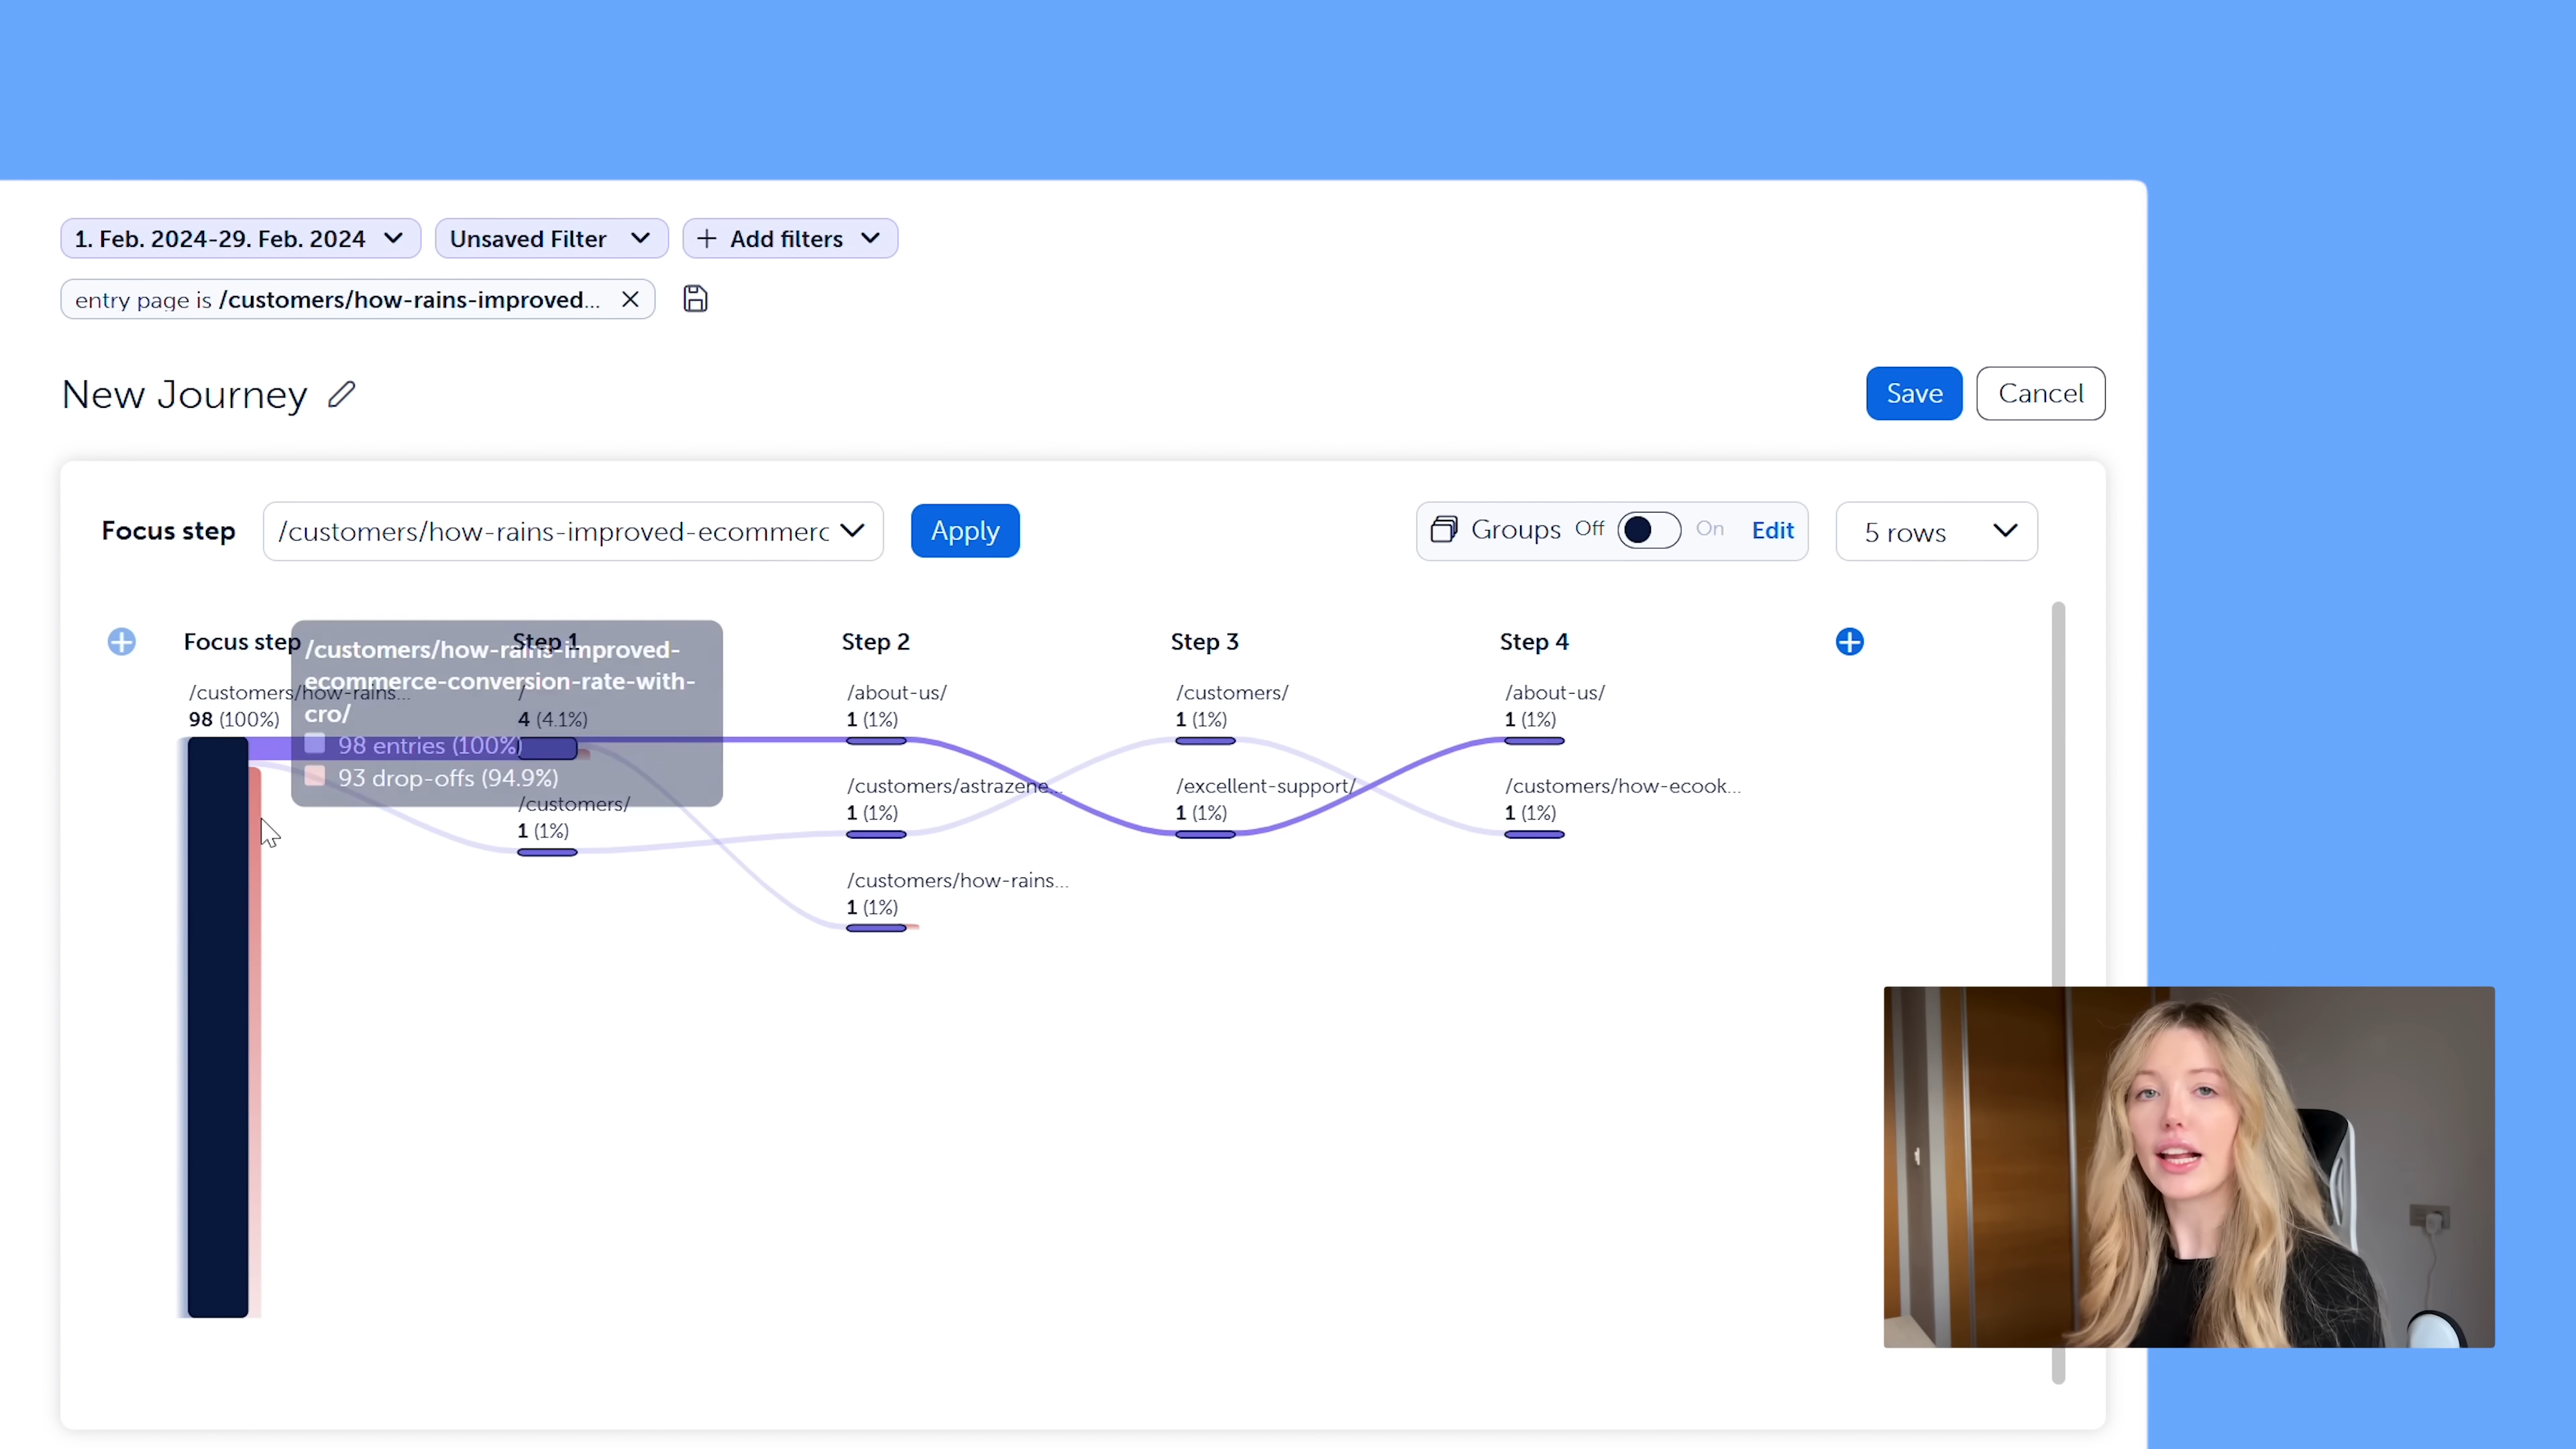 1. Feb. 2024-29. Feb. 2024
Unsaved Filter
Add filters
entry page is /customers/how-rains-improved...
New Journey
Save
Cancel
Focus step
/customers/how-rains-improved-ecommerc
Apply
Groups
Off
On
Edit
5 rows
Focus step
Step 1
Step 2
Step 3
Step 4
/customers/how-rains...
98 (100%)
/customers/how-rains-improved-
ecommerce-conversion-rate-with-
cro/
98 entries (100%)
93 drop-offs (94.9%)
/
4 (4.1%)
/customers/
1 (1%)
/about-us/
1 (1%)
/customers/astrazene...
1 (1%)
/customers/how-rains...
1 (1%)
/customers/
1 (1%)
/excellent-support/
1 (1%)
/about-us/
1 (1%)
/customers/how-ecook...
1 (1%)